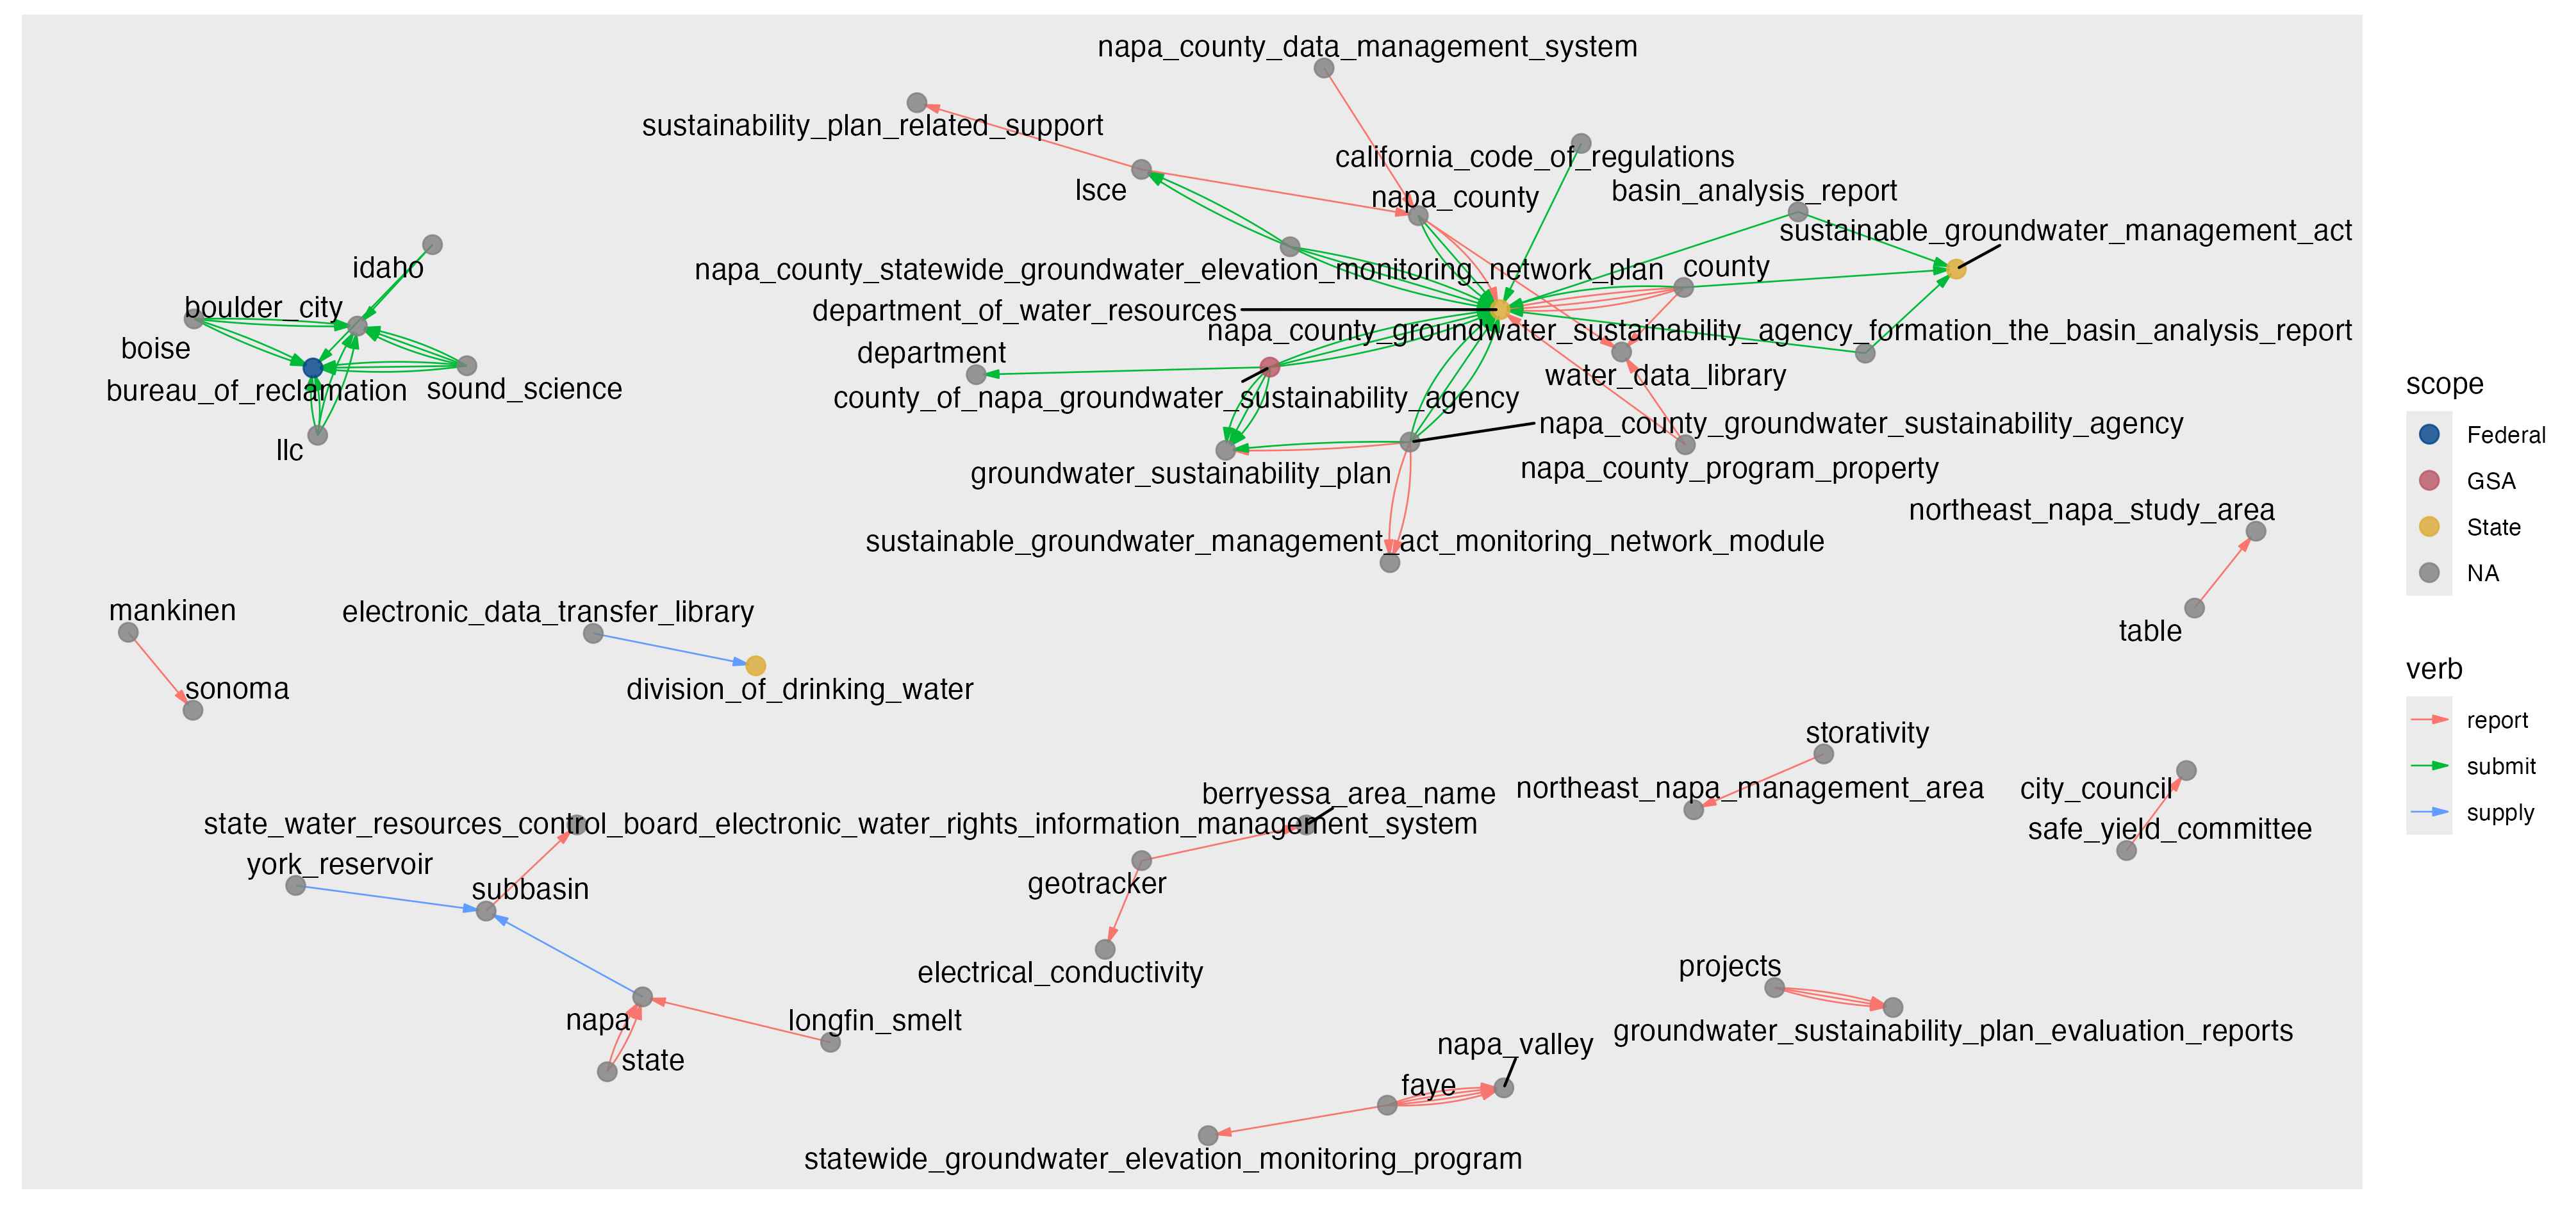 napa_county_data_management_system
sustainability_plan_related_support
california_code_of_regulations
lsce
napa_county
basin_analysis_report
sustainable_groundwater_management_act
idaho
napa_county_statewide_groundwater_elevation_monitoring_network_plan
county
boulder_city
department_of_water_resources
napa_county_groundwater_sustainability_agency_formation_the_basin_analysis_report
boise
department
water_data_library
bureau_of_reclamation
sound_science
county_of_napa_groundwater_sustainability_agency
napa_county_groundwater_sustainability_agency
llc
groundwater_sustainability_plan
napa_county_program_property
northeast_napa_study_area
sustainable_groundwater_management_act_monitoring_network_module
mankinen
electronic_data_transfer_library
table
sonoma
division_of_drinking_water
storativity
berryessa_area_name
northeast_napa_management_area
city_council
state_water_resources_control_board_electronic_water_rights_information_management_system
safe_yield_committee
york_reservoir
subbasin
geotracker
electrical_conductivity
projects
napa
longfin_smelt
groundwater_sustainability_plan_evaluation_reports
napa_valley
state
faye
statewide_groundwater_elevation_monitoring_program
scope
Federal
GSA
State
NA
verb
report
submit
supply